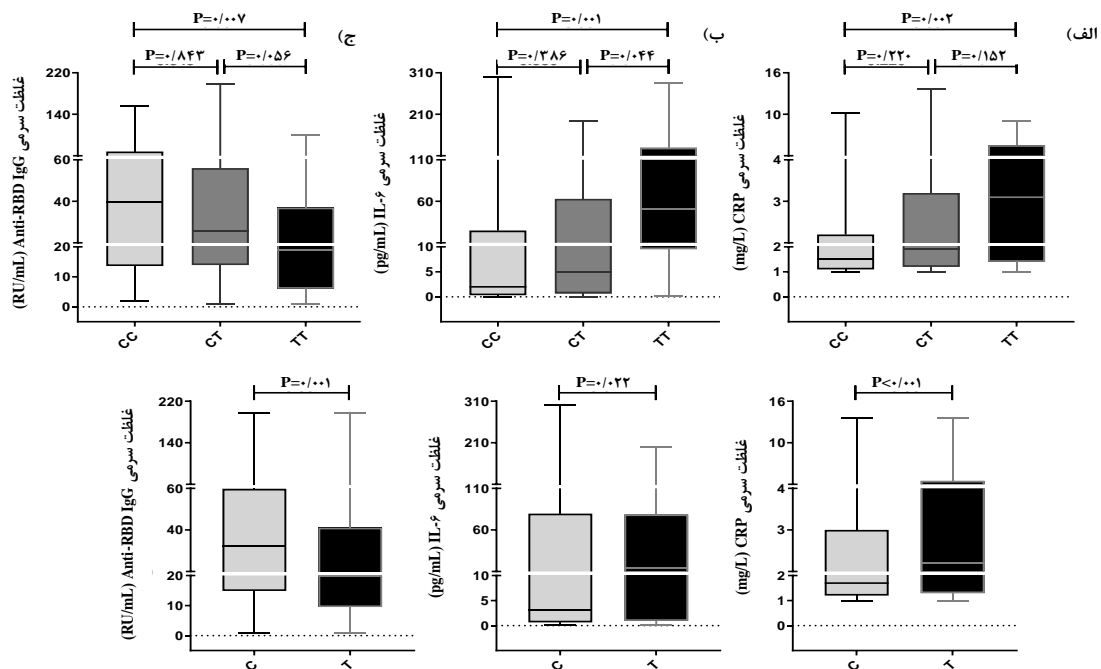 الف)
P=۰/۰۰۲
P=۰/۲۲۰
P=۰/۱۵۲
غلظت سرمی CRP (mg/L)
16
10
4
3
2
1
0
CC
CT
TT
ب)
P=۰/۰۰۱
P=۰/۳۸۶
P=۰/۰۴۴
غلظت سرمی IL-۶ (pg/mL)
310
210
110
60
10
5
0
CC
CT
TT
ج)
P=۰/۰۰۷
P=۰/۸۴۳
P=۰/۰۵۶
غلظت سرمی Anti-RBD IgG (RU/mL)
220
140
60
40
20
10
0
CC
CT
TT
P<۰/۰۰۱
غلظت سرمی CRP (mg/L)
16
10
4
3
2
1
0
C
T
P=۰/۰۲۲
غلظت سرمی IL-۶ (pg/mL)
310
210
110
60
10
5
0
C
T
P=۰/۰۰۱
غلظت سرمی Anti-RBD IgG (RU/mL)
220
140
60
40
20
10
0
C
T